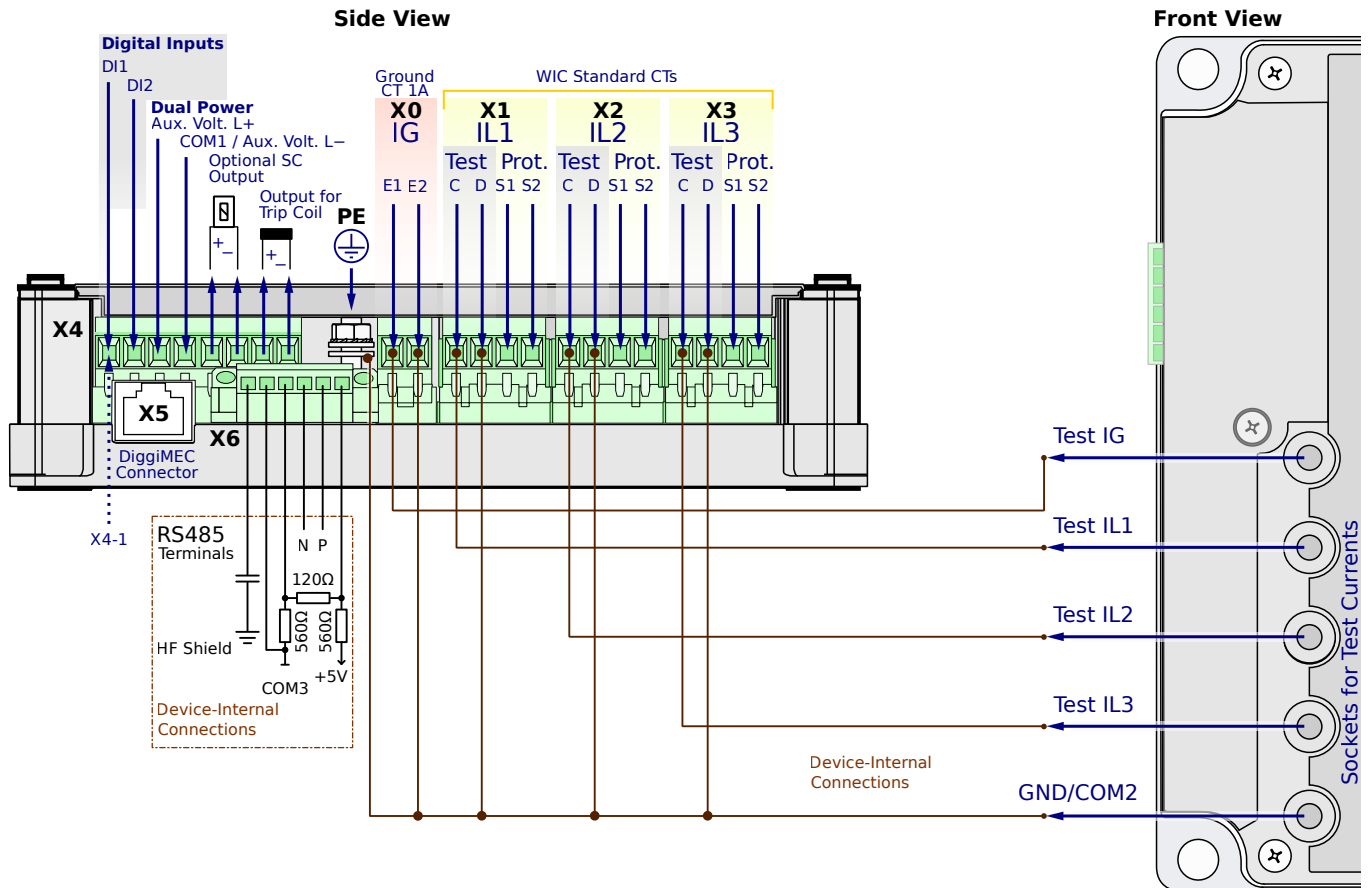 Side View
Front View
Digital Inputs
DI1
DI2
Dual Power
Aux. Volt. L+
COM1 / Aux. Volt. L−
Optional SC
Output
+
−
Output for
Trip Coil
+
−
PE
Ground
CT 1A
X0
IG
E1 E2
WIC Standard CTs
X1
IL1
Test Prot.
C D S1 S2
X2
IL2
Test Prot.
C D S1 S2
X3
IL3
Test Prot.
C D S1 S2
X4
X5
X6
DiggiMEC
Connector
X4-1
RS485
Terminals
N P
120Ω
560Ω
560Ω
HF Shield
+5V
COM3
Device-Internal
Connections
Test IG
Test IL1
Test IL2
Test IL3
Device-Internal
Connections
GND/COM2
Sockets for Test Currents